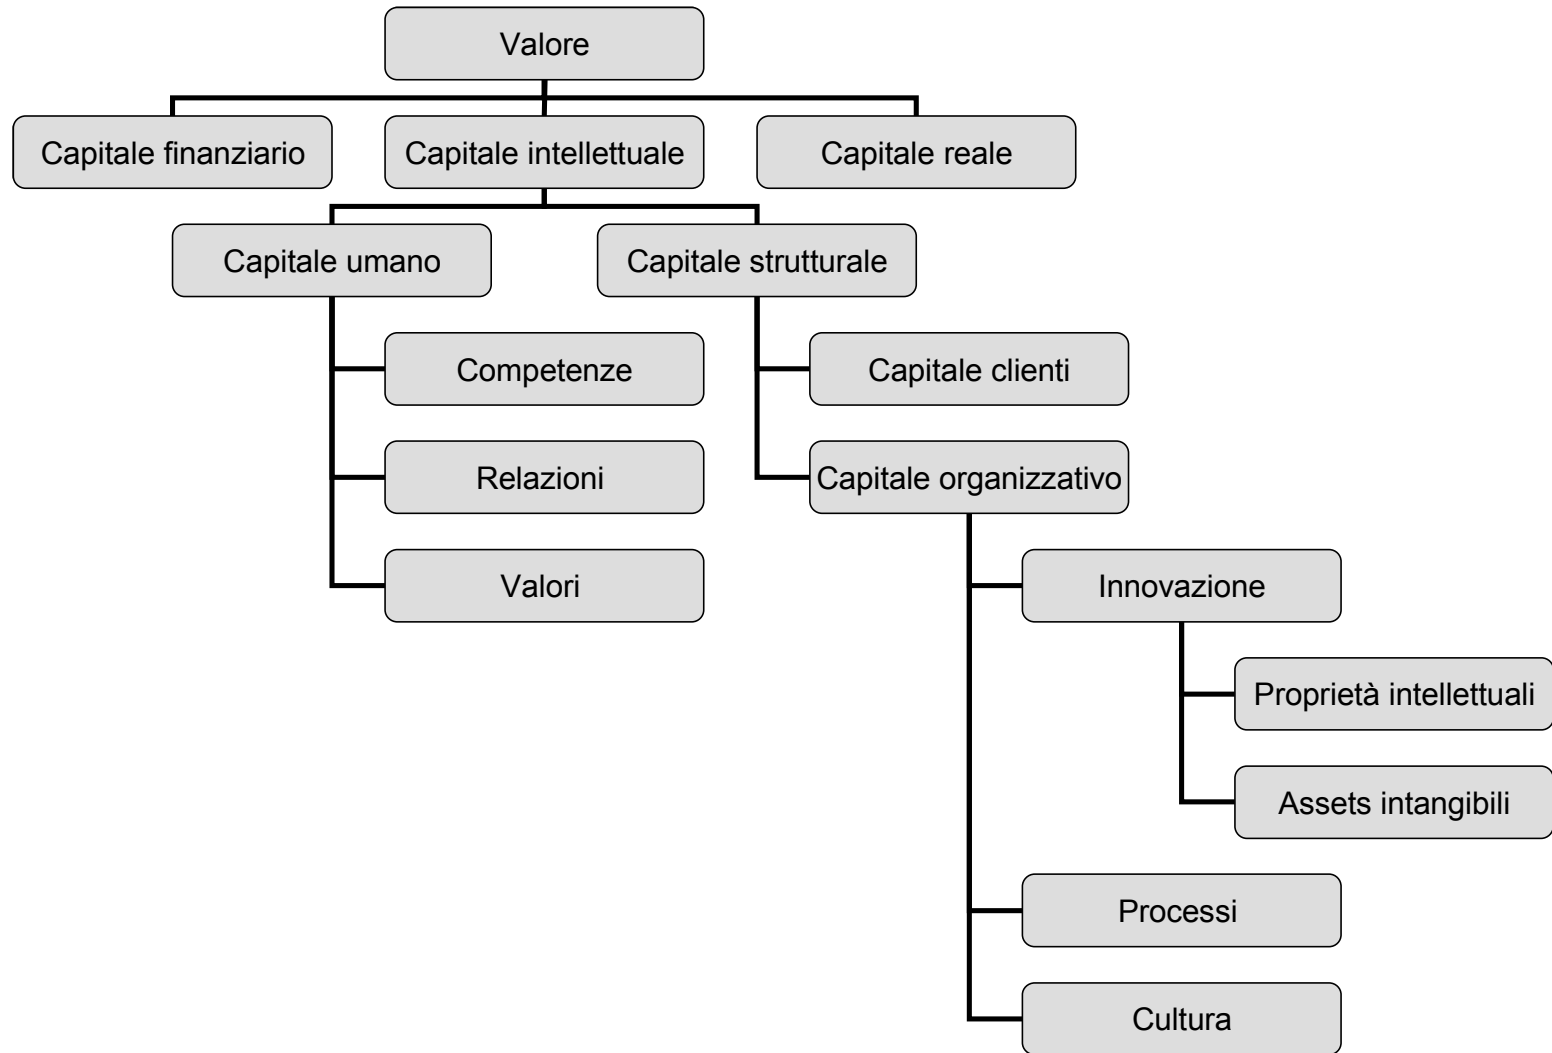 Valore
Capitale finanziario
Capitale intellettuale
Capitale reale
Capitale umano
Capitale strutturale
Competenze
Capitale clienti
Relazioni
Capitale organizzativo
Valori
Innovazione
Proprietà intellettuali
Assets intangibili
Processi
Cultura